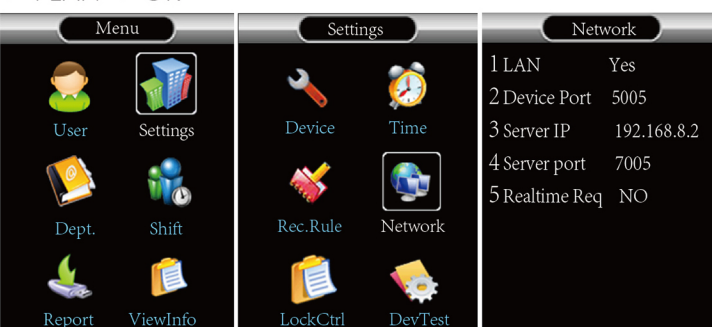 Menu
User Settings
Dept. Shift
Report ViewInfo
Settings
Device Time
Rec.Rule Network
LockCtrl DevTest
Network
1 LAN Yes
2 Device Port 5005
3 Server IP 192.168.8.2
4 Server port 7005
5 Realtime Req NO